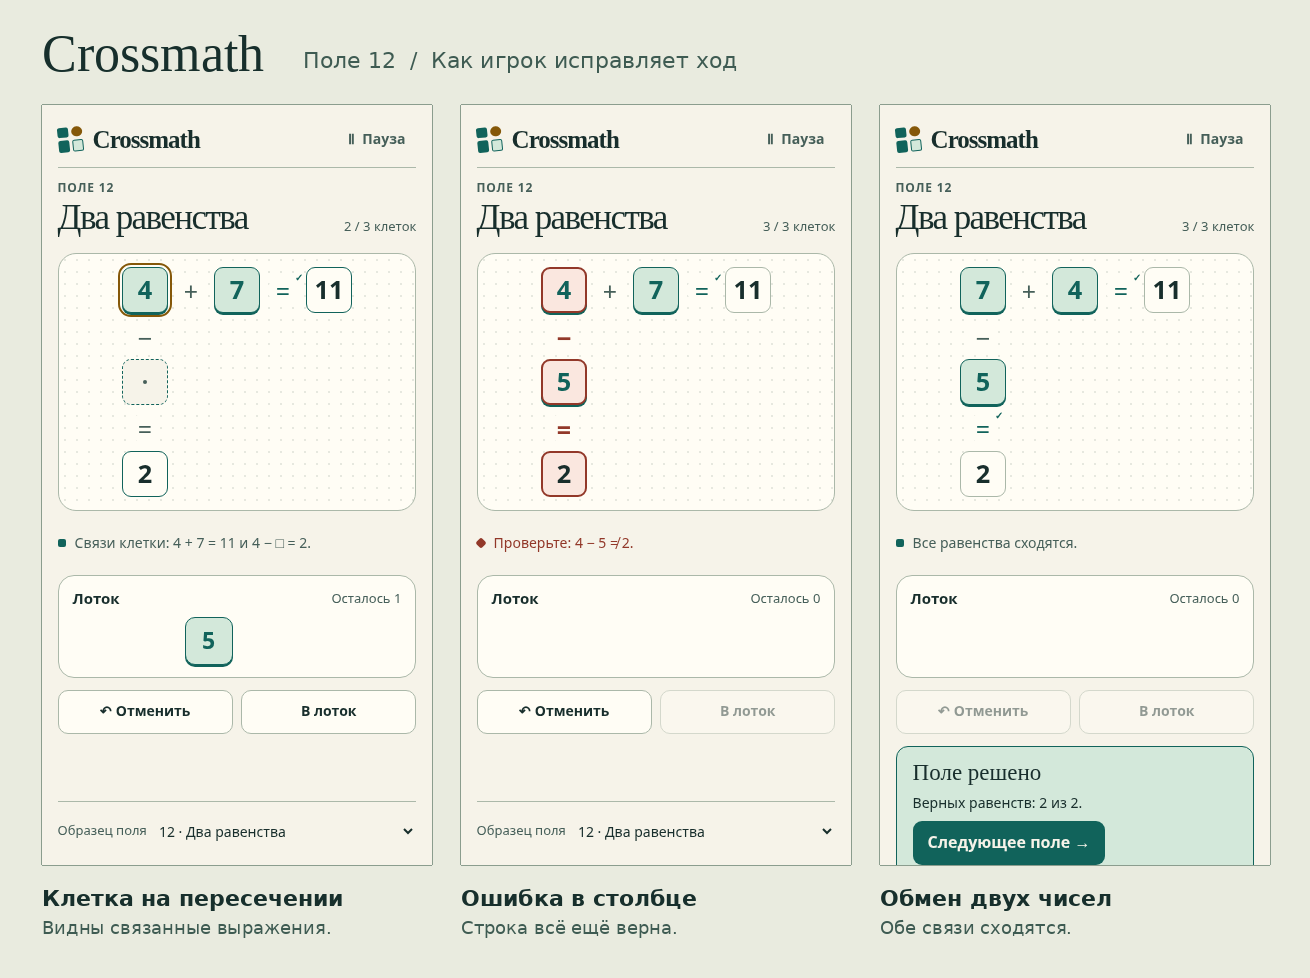 Crossmath Поле 12 / Как игрок исправляет ход
Crossmath Ⅱ Пауза
ПОЛЕ 12
Два равенства 2 / 3 клеток
4 + 7 = ✓ 11
−
·
=
2
Связи клетки: 4 + 7 = 11 и 4 − □ = 2.
Лоток Осталось 1
5
↶ Отменить В лоток
Образец поля 12 · Два равенства
Клетка на пересечении
Видны связанные выражения.
Crossmath Ⅱ Пауза
ПОЛЕ 12
Два равенства 3 / 3 клеток
4 + 7 = ✓ 11
−
5
=
2
Проверьте: 4 − 5 ≠ 2.
Лоток Осталось 0
↶ Отменить В лоток
Образец поля 12 · Два равенства
Ошибка в столбце
Строка всё ещё верна.
Crossmath Ⅱ Пауза
ПОЛЕ 12
Два равенства 3 / 3 клеток
7 + 4 = ✓ 11
−
5
= ✓
2
Все равенства сходятся.
Лоток Осталось 0
↶ Отменить В лоток
Поле решено
Верных равенств: 2 из 2.
Следующее поле →
Обмен двух чисел
Обе связи сходятся.